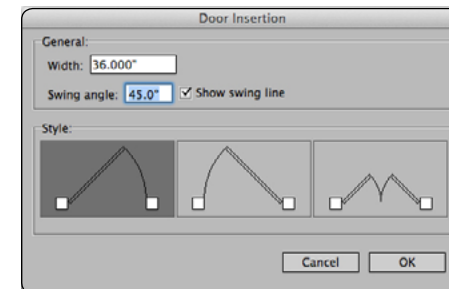 Door Insertion
General:
Width: 36.000"
Swing angle: 45.0° Show swing line
Style:
Cancel OK